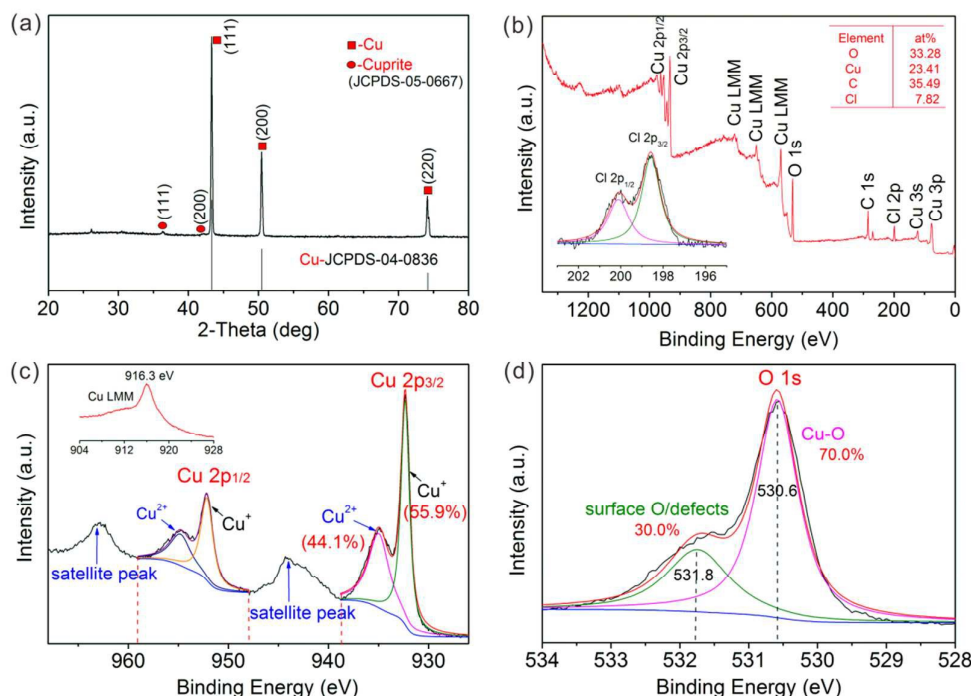 (a)
(111)
-Cu
-Cuprite
(JCPDS-05-0667)
(200)
(220)
(111)
(200)
Cu-JCPDS-04-0836
Intensity (a.u.)
20 30 40 50 60 70 80
2-Theta (deg)
(b)
Cu 2p1/2
Cu 2p3/2
Cu LMM
Cu LMM
Cu LMM
O 1s
C 1s
Cl 2p
Cu 3s
Cu 3p
Element at%
O 33.28
Cu 23.41
C 35.49
Cl 7.82
Cl 2p3/2
Cl 2p1/2
202 200 198 196
Intensity (a.u.)
1200 1000 800 600 400 200 0
Binding Energy (eV)
(c)
916.3 eV
Cu LMM
904 912 920 928
Cu 2p3/2
Cu 2p1/2
Cu+
(55.9%)
Cu2+
(44.1%)
Cu2+
Cu+
satellite peak
satellite peak
Intensity (a.u.)
960 950 940 930
Binding Energy (eV)
(d)
O 1s
Cu-O
70.0%
530.6
surface O/defects
30.0%
531.8
Intensity (a.u.)
534 533 532 531 530 529 528
Binding Energy (eV)